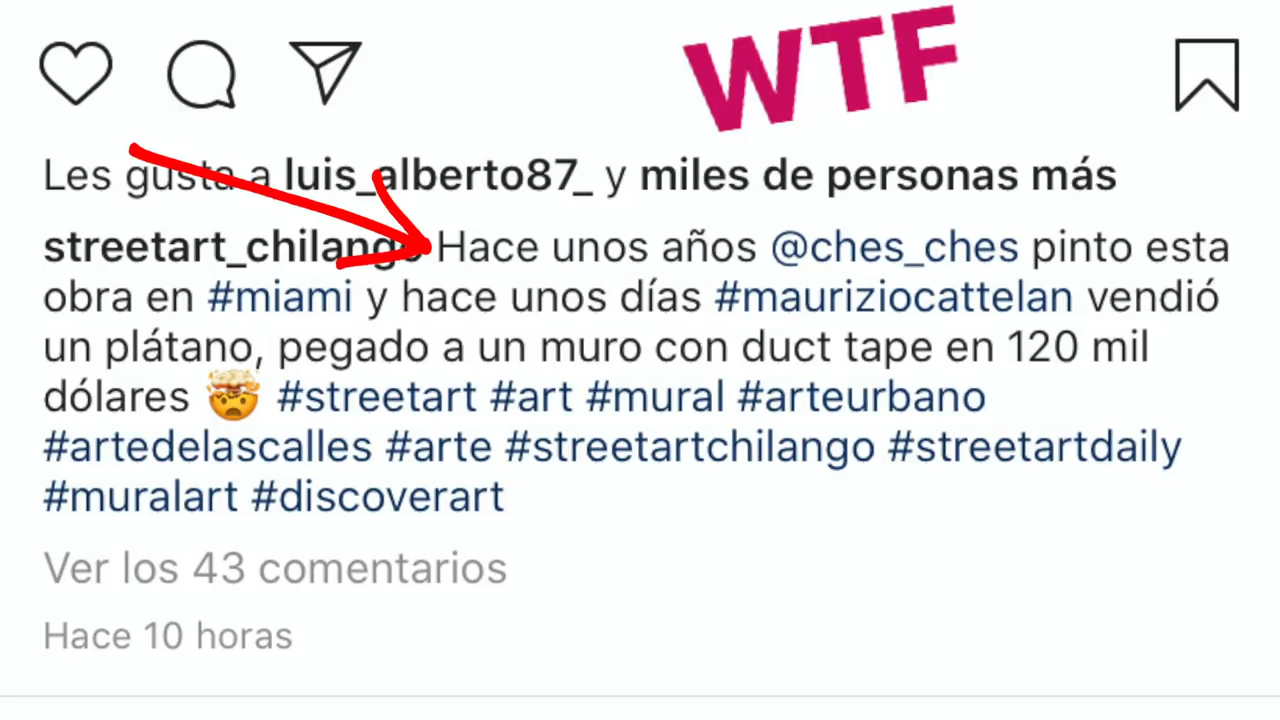 WTF
Les gusta a luis_alberto87_ y miles de personas más
streetart_chilango Hace unos años @ches_ches pinto esta
obra en #miami y hace unos días #mauriziocattelan vendió
un plátano, pegado a un muro con duct tape en 120 mil
dólares 🤯 #streetart #art #mural #arteurbano
#artedelascalles #arte #streetartchilango #streetartdaily
#muralart #discoverart
Ver los 43 comentarios
Hace 10 horas